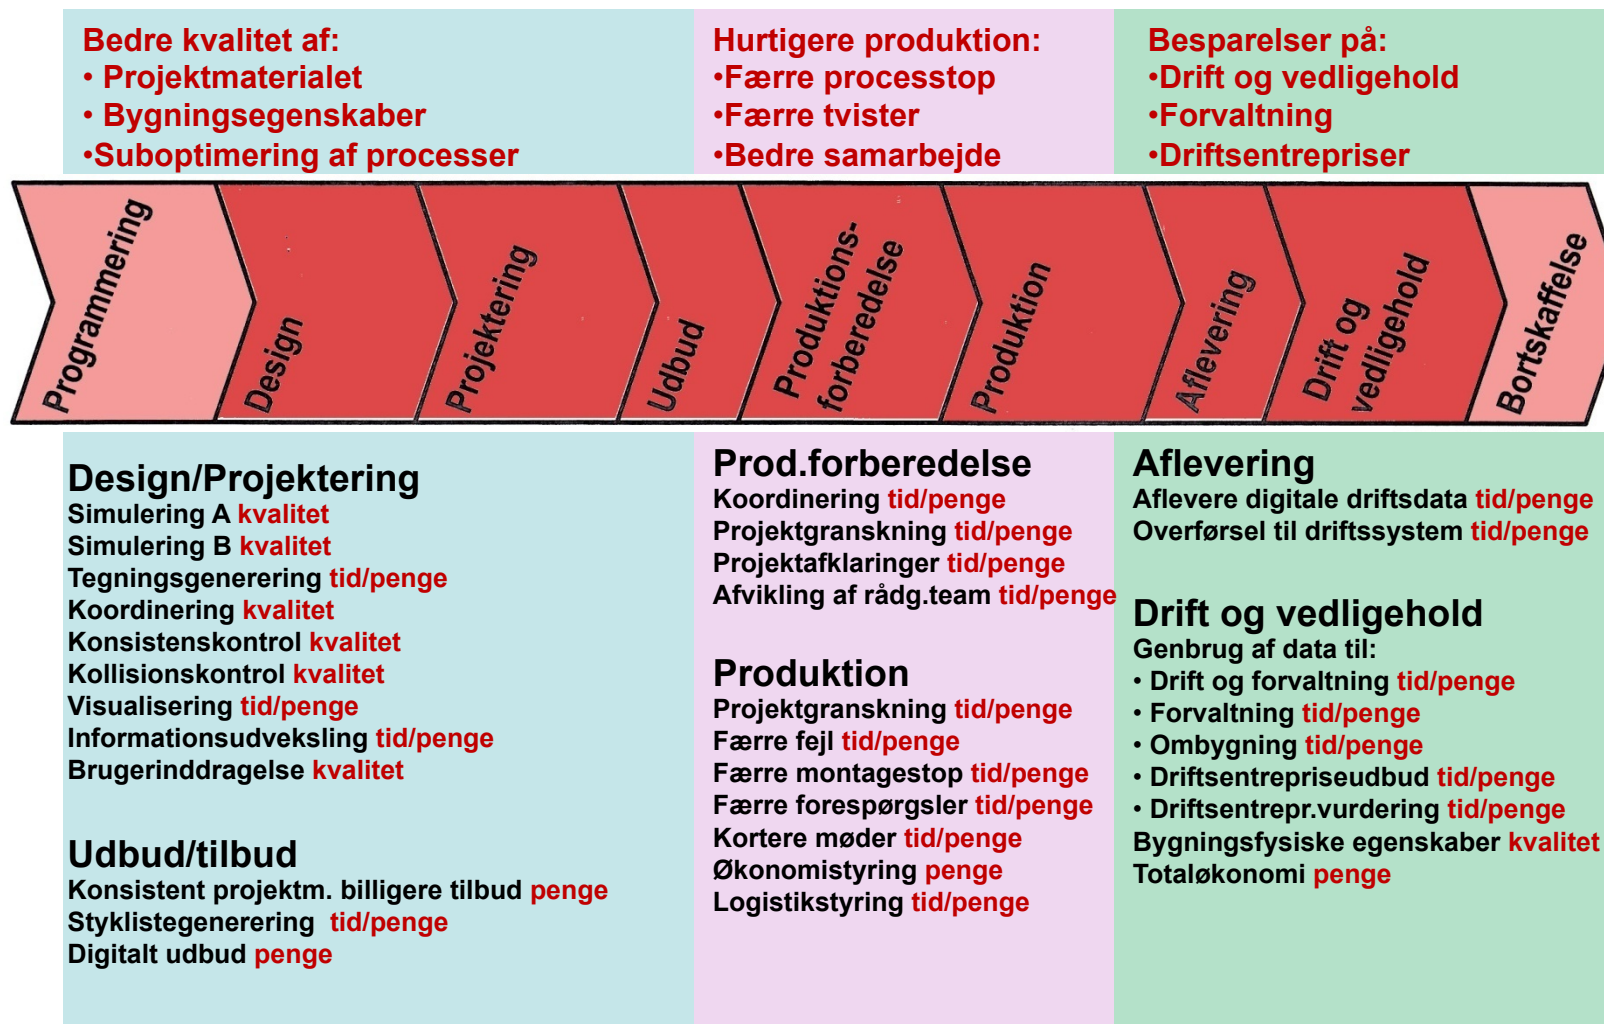 Bedre kvalitet af:
• Projektmaterialet
• Bygningsegenskaber
•Suboptimering af processer
Hurtigere produktion:
•Færre processtop
•Færre tvister
•Bedre samarbejde
Besparelser på:
•Drift og vedligehold
•Forvaltning
•Driftsentrepriser
Programmering
Design
Projektering
Udbud
Produktions-
forberedelse
Produktion
Aflevering
Drift og
vedligehold
Bortskaffelse
Design/Projektering
Simulering A kvalitet
Simulering B kvalitet
Tegningsgenerering tid/penge
Koordinering kvalitet
Konsistenskontrol kvalitet
Kollisionskontrol kvalitet
Visualisering tid/penge
Informationsudveksling tid/penge
Brugerinddragelse kvalitet
Udbud/tilbud
Konsistent projektm. billigere tilbud penge
Styklistegenerering tid/penge
Digitalt udbud penge
Prod.forberedelse
Koordinering tid/penge
Projektgranskning tid/penge
Projektafklaringer tid/penge
Afvikling af rådg.team tid/penge
Produktion
Projektgranskning tid/penge
Færre fejl tid/penge
Færre montagestop tid/penge
Færre forespørgsler tid/penge
Kortere møder tid/penge
Økonomistyring penge
Logistikstyring tid/penge
Aflevering
Aflevere digitale driftsdata tid/penge
Overførsel til driftssystem tid/penge
Drift og vedligehold
Genbrug af data til:
• Drift og forvaltning tid/penge
• Forvaltning tid/penge
• Ombygning tid/penge
• Driftsentrepriseudbud tid/penge
• Driftsentrepr.vurdering tid/penge
Bygningsfysiske egenskaber kvalitet
Totaløkonomi penge